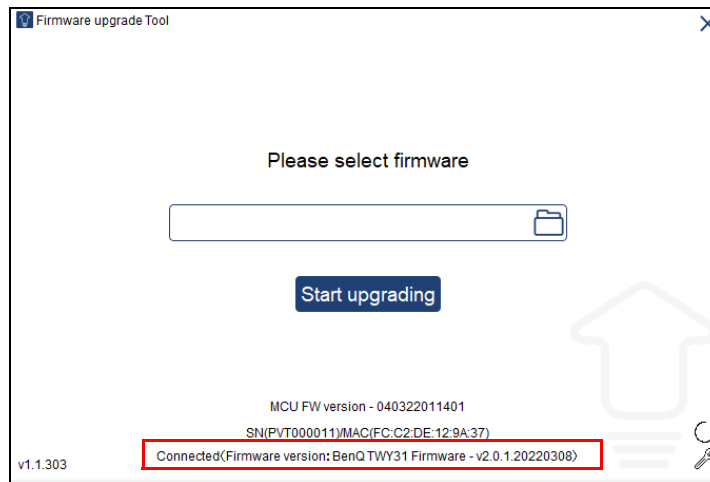 Firmware upgrade Tool
Please select firmware
Start upgrading
MCU FW version - 040322011401
SN(PVT000011)/MAC(FC:C2:DE:12:9A:37)
Connected(Firmware version: BenQ TWY31 Firmware - v2.0.1.20220308)
v1.1.303